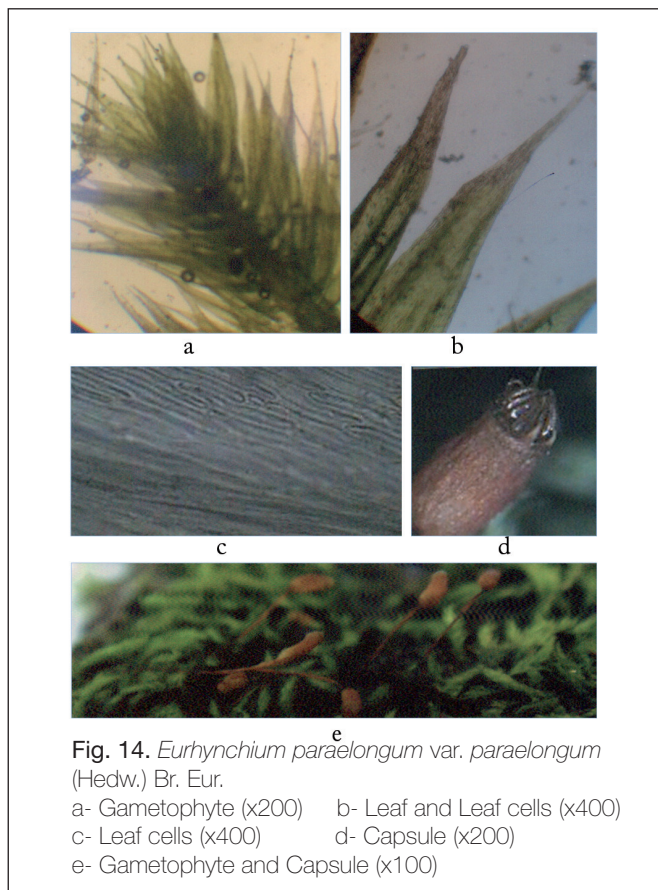 a b
c d
e
Fig. 14. Eurhynchium paraelongum var. paraelongum
(Hedw.) Br. Eur.
a- Gametophyte (x200) b- Leaf and Leaf cells (x400)
c- Leaf cells (x400) d- Capsule (x200)
e- Gametophyte and Capsule (x100)